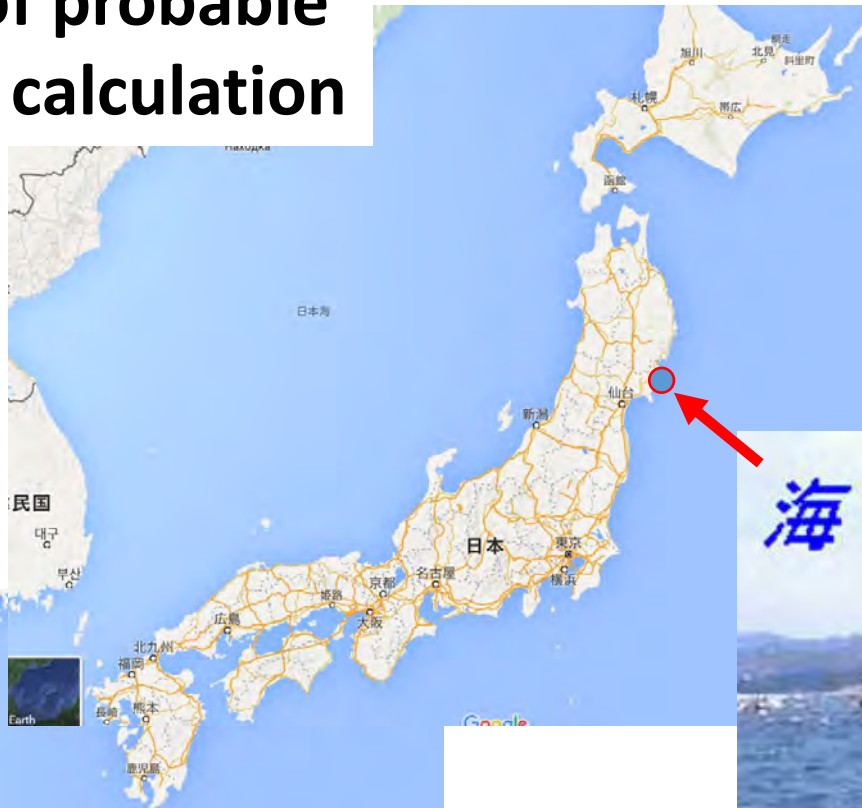 of probable
calculation
旭川
北見
網走
斜里町
札幌
帯広
函館
Находка
日本海
仙台
新潟
民国
대구
부산
日本
東京
横浜
名古屋
京都
姫路
大阪
広島
北九州
福岡
長崎
熊本
鹿児島
Earth
Google
海